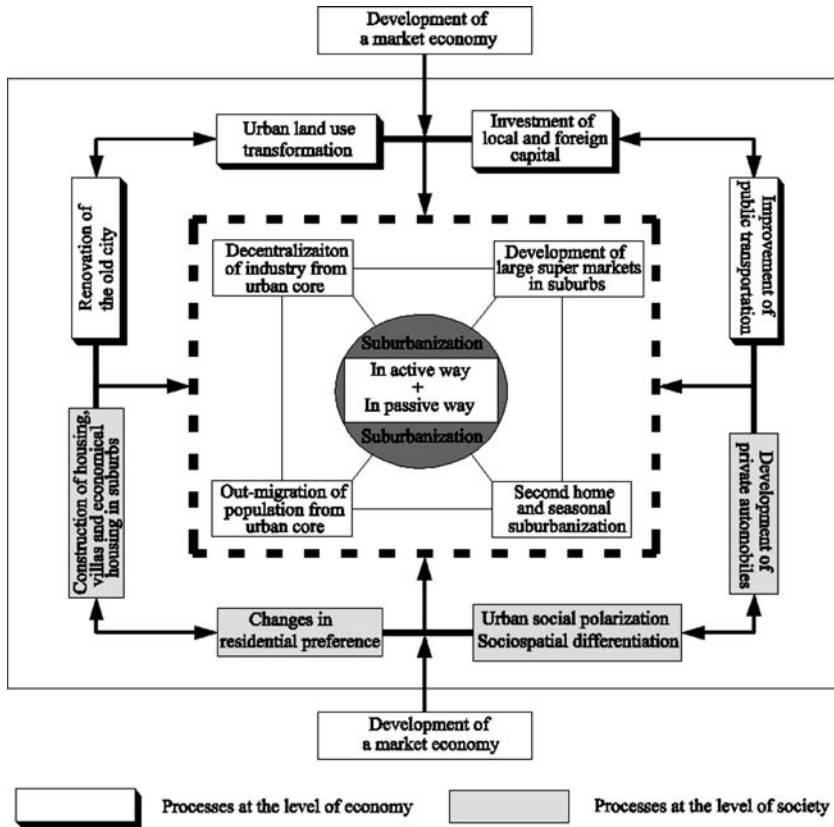 Development of
a market economy
Urban land use
transformation
Investment of
local and foreign
capital
Renovation of
the old city
Improvement of
public transportation
Decentralizaiton
of industry from
urban core
Development of
large super markets
in suburbs
Suburbanization
In active way
+
In passive way
Suburbanization
Out-migration of
population from
urban core
Second home
and seasonal
suburbanization
Construction of housing,
villas and economical
housing in suburbs
Development of
private automobiles
Changes in
residential preference
Urban social polarization
Sociospatial differentiation
Development of
a market economy
Processes at the level of economy
Processes at the level of society